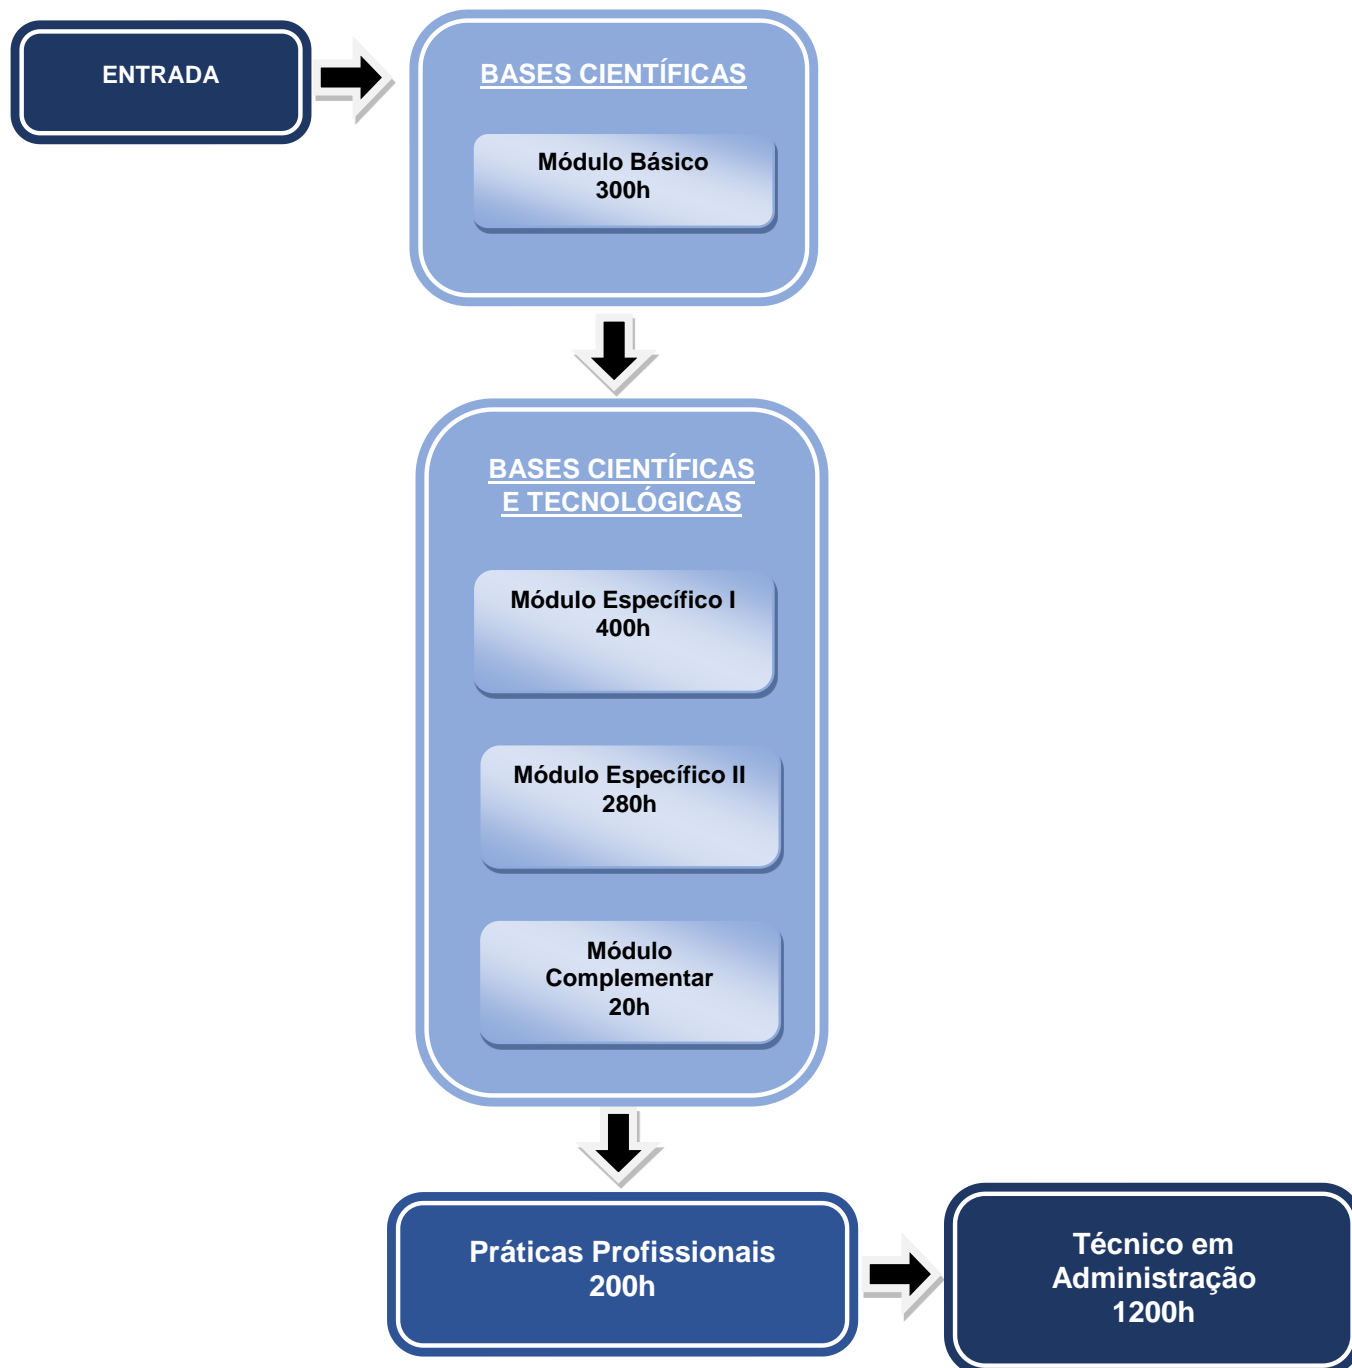 ENTRADA
BASES CIENTÍFICAS
Módulo Básico
300h
BASES CIENTÍFICAS
E TECNOLÓGICAS
Módulo Específico I
400h
Módulo Específico II
280h
Módulo
Complementar
20h
Práticas Profissionais
200h
Técnico em
Administração
1200h